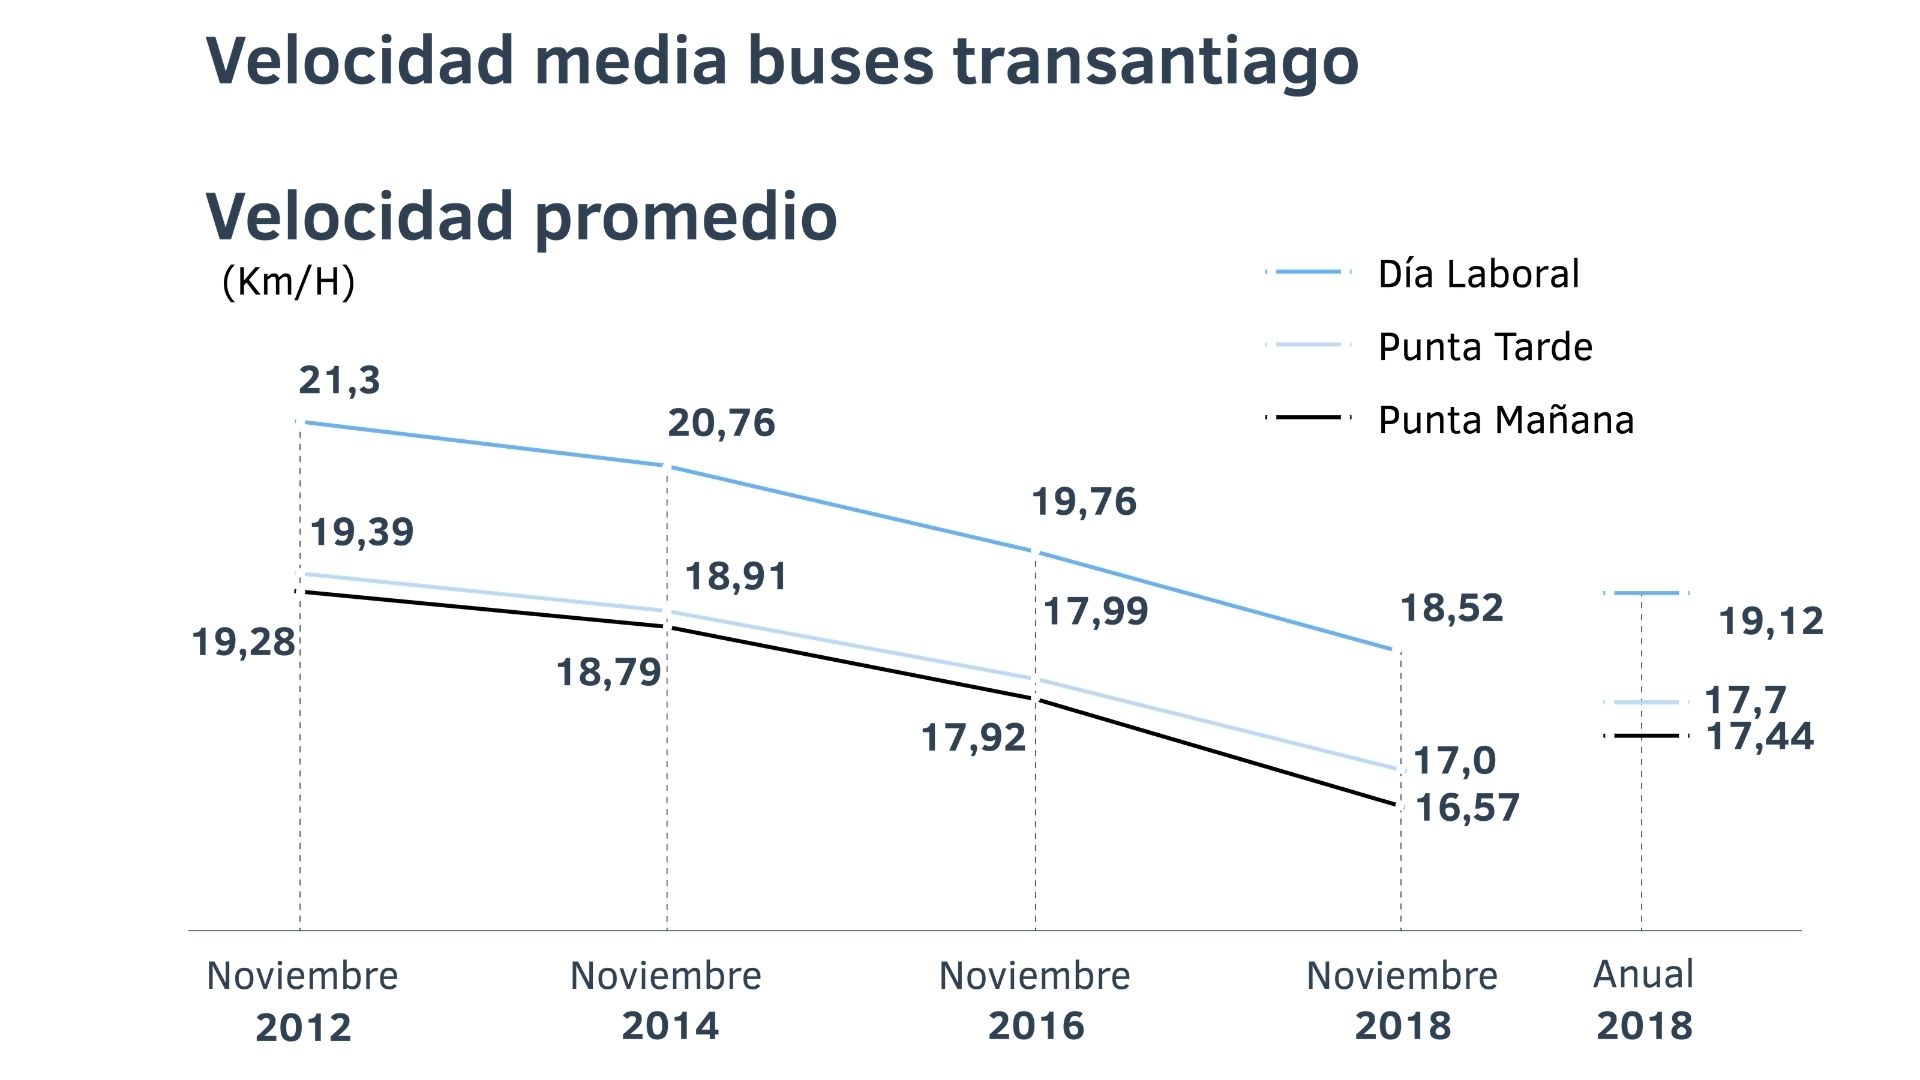 Velocidad media buses transantiago
Velocidad promedio
(Km/H)
Día Laboral
Punta Tarde
Punta Mañana
21,3
20,76
19,76
18,52
19,12
19,39
18,91
17,99
17,0
17,7
19,28
18,79
17,92
16,57
17,44
Noviembre
2012
Noviembre
2014
Noviembre
2016
Noviembre
2018
Anual
2018